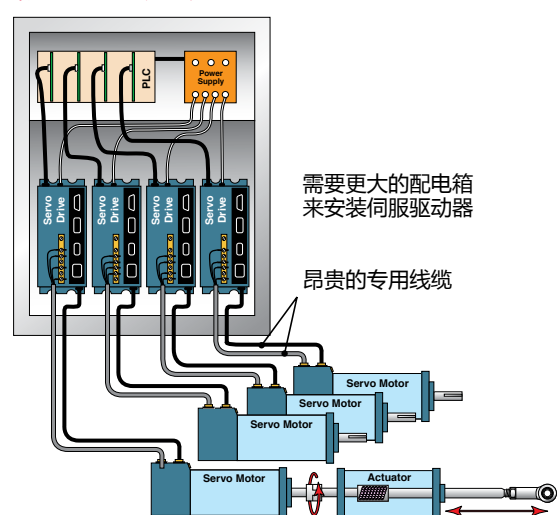 PLC
Power
Supply
Servo
Drive
Servo
Drive
Servo
Drive
Servo
Drive
需要更大的配电箱
来安装伺服驱动器
昂贵的专用线缆
Servo Motor
Servo Motor
Servo Motor
Servo Motor
Actuator